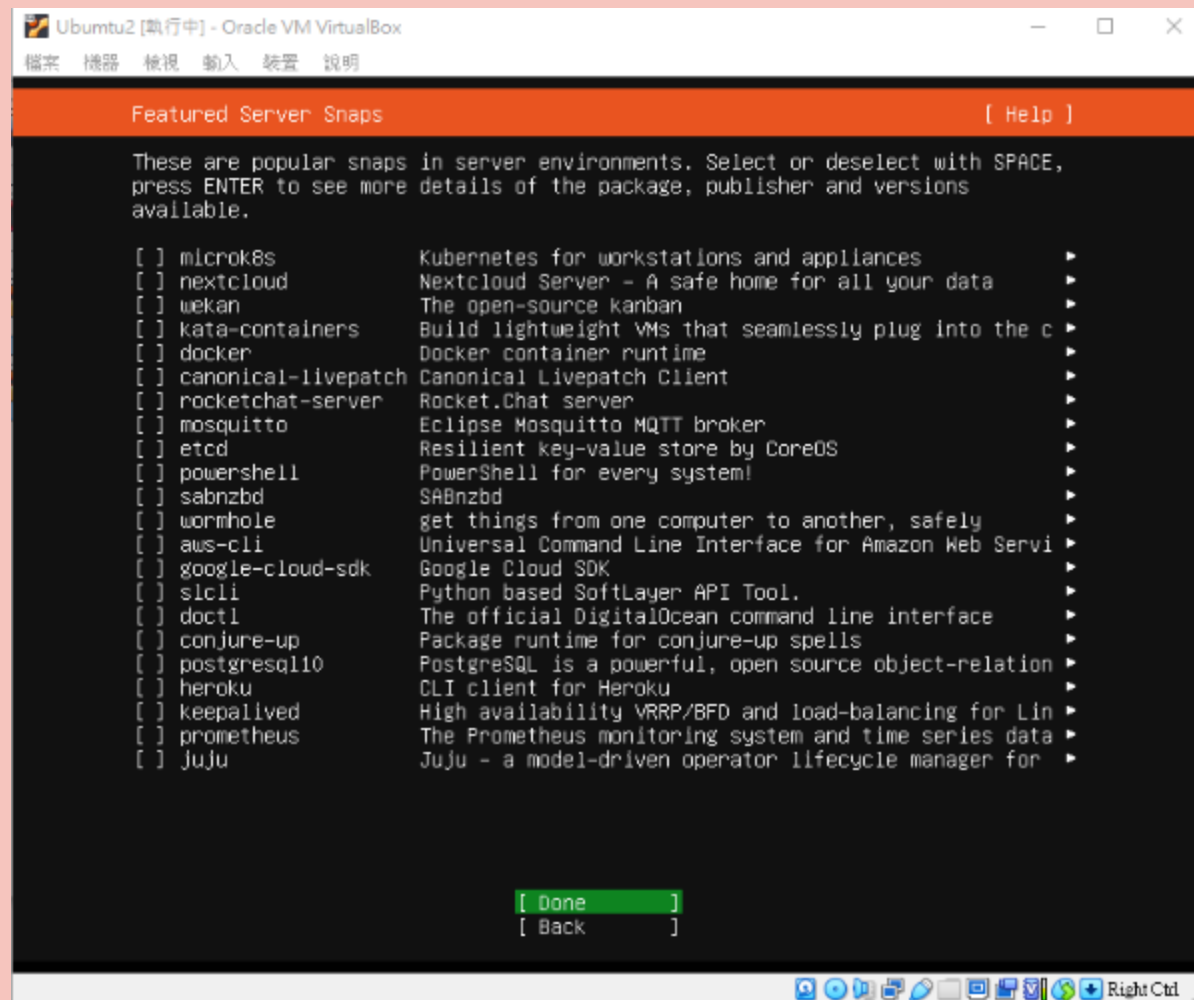 Ubumtu2 [執行中] - Oracle VM VirtualBox
檔案 機器 檢視 輸入 裝置 說明
Featured Server Snaps [ Help ]
These are popular snaps in server environments. Select or deselect with SPACE,
press ENTER to see more details of the package, publisher and versions
available.
[ ] microk8s Kubernetes for workstations and appliances ►
[ ] nextcloud Nextcloud Server - A safe home for all your data ►
[ ] wekan The open-source kanban ►
[ ] kata-containers Build lightweight VMs that seamlessly plug into the c ►
[ ] docker Docker container runtime ►
[ ] canonical-livepatch Canonical Livepatch Client ►
[ ] rocketchat-server Rocket.Chat server ►
[ ] mosquitto Eclipse Mosquitto MQTT broker ►
[ ] etcd Resilient key-value store by CoreOS ►
[ ] powershell PowerShell for every system! ►
[ ] sabnzbd SABnzbd ►
[ ] wormhole get things from one computer to another, safely ►
[ ] aws-cli Universal Command Line Interface for Amazon Web Servi ►
[ ] google-cloud-sdk Google Cloud SDK ►
[ ] slcli Python based SoftLayer API Tool. ►
[ ] doctl The official DigitalOcean command line interface ►
[ ] conjure-up Package runtime for conjure-up spells ►
[ ] postgresql10 PostgreSQL is a powerful, open source object-relation ►
[ ] heroku CLI client for Heroku ►
[ ] keepalived High availability VRRP/BFD and load-balancing for Lin ►
[ ] prometheus The Prometheus monitoring system and time series data ►
[ ] juju Juju - a model-driven operator lifecycle manager for ►
[ Done ]
[ Back ]
Right Ctrl